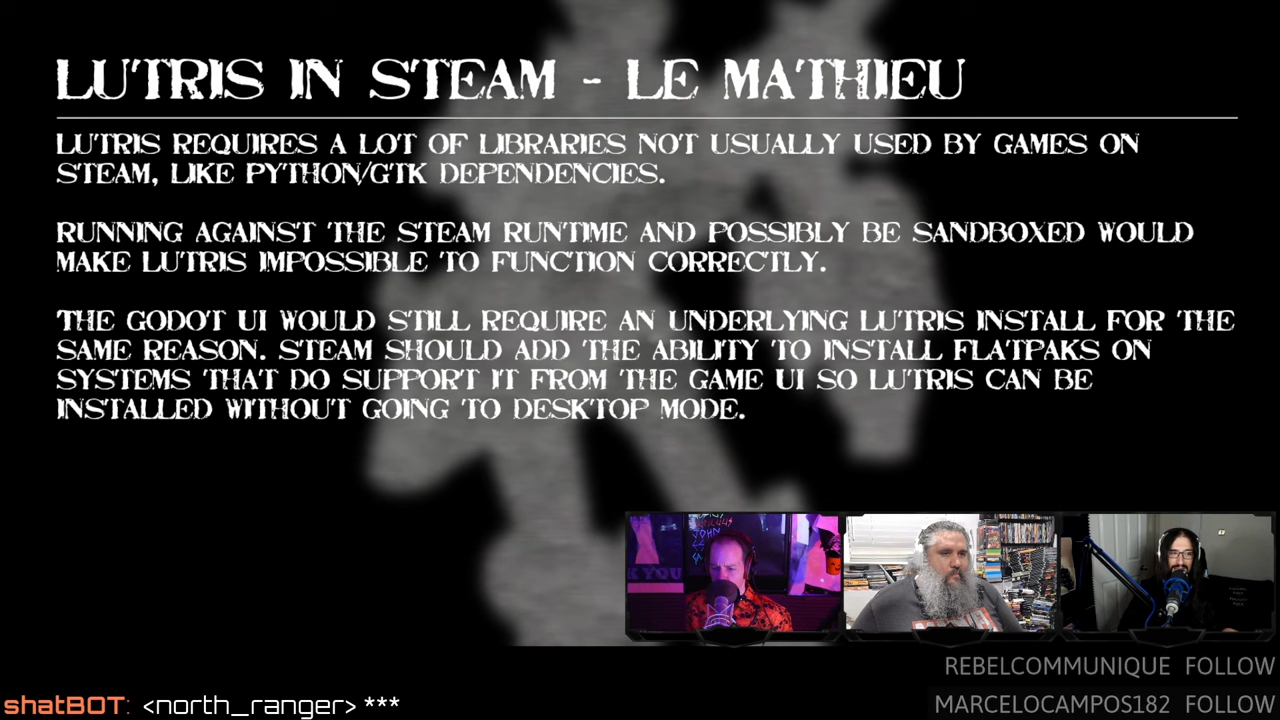 LUTRIS IN STEAM - LE MATHIEU
LUTRIS REQUIRES A LOT OF LIBRARIES NOT USUALLY USED BY GAMES ON
STEAM, LIKE PYTHON/GTK DEPENDENCIES.
RUNNING AGAINST THE STEAM RUNTIME AND POSSIBLY BE SANDBOXED WOULD
MAKE LUTRIS IMPOSSIBLE TO FUNCTION CORRECTLY.
THE GODOT UI WOULD STILL REQUIRE AN UNDERLYING LUTRIS INSTALL FOR THE
SAME REASON. STEAM SHOULD ADD THE ABILITY TO INSTALL FLATPAKS ON
SYSTEMS THAT DO SUPPORT IT FROM THE GAME UI SO LUTRIS CAN BE
INSTALLED WITHOUT GOING TO DESKTOP MODE.
JOHN
K YOU
REBELCOMMUNIQUE FOLLOW
MARCELOCAMPOS182 FOLLOW
shatBOT: <north_ranger> ***